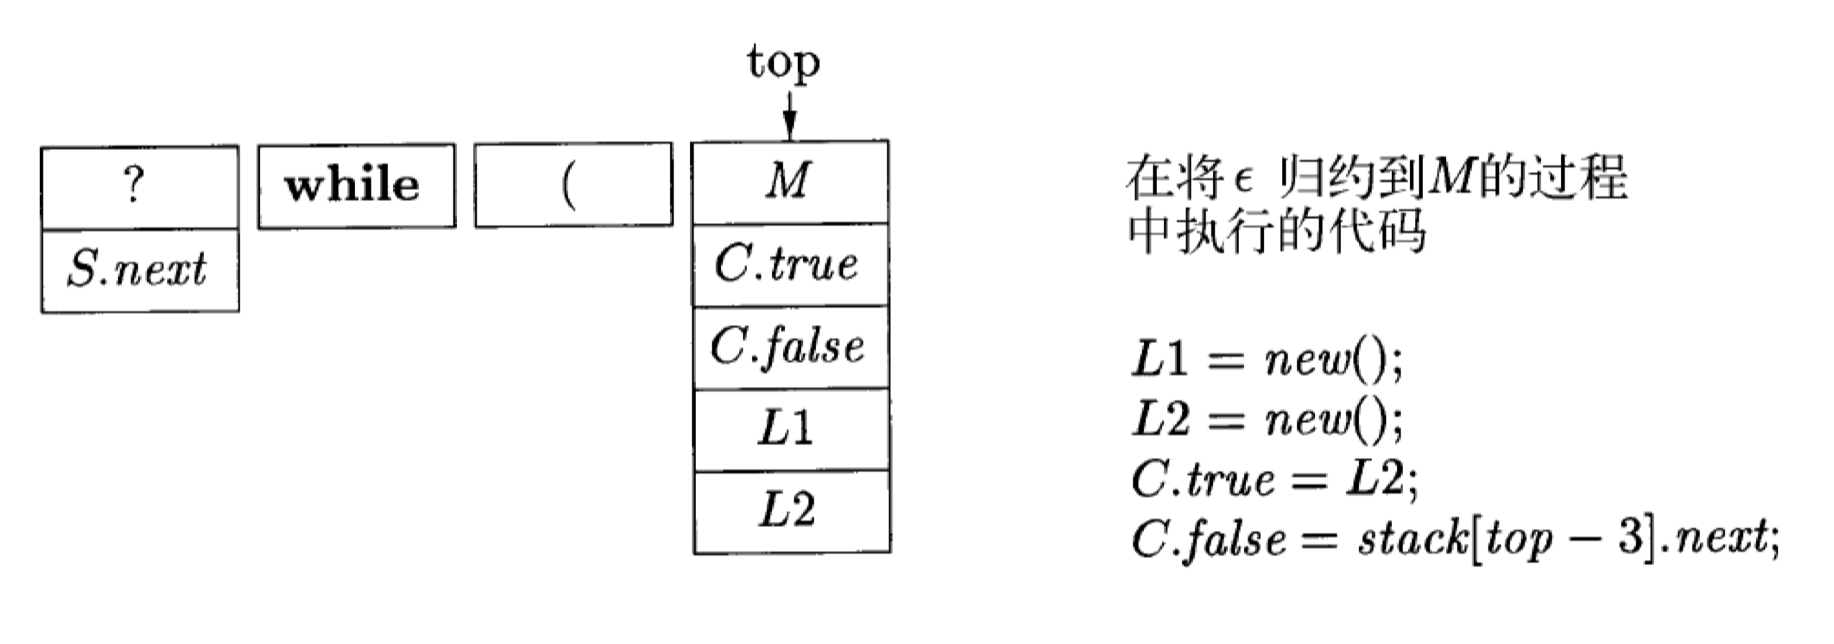 top
?
while
(
M
S.next
C.true
C.false
L1
L2
在将 ϵ 归约到M的过程
中执行的代码
L1 = new();
L2 = new();
C.true = L2;
C.false = stack[top − 3].next;